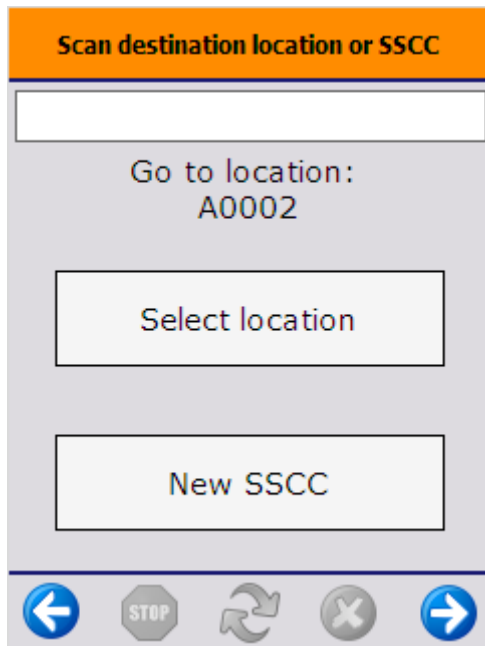 Scan destination location or SSCC
Go to location:
A0002
Select location
New SSCC
STOP